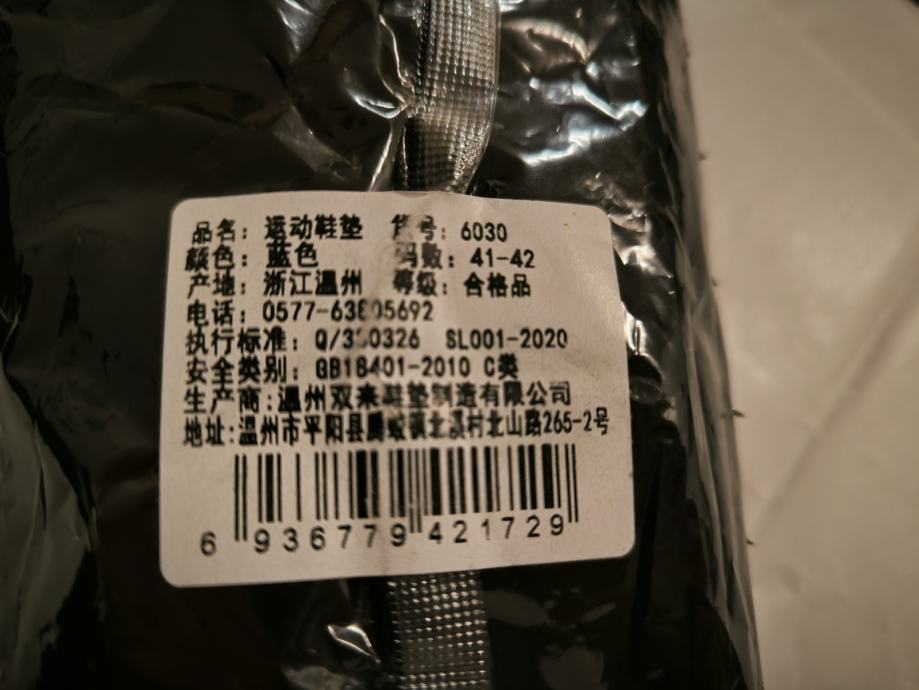 品名: 运动鞋垫 货号: 6030
颜色: 蓝色 码数: 41-42
产地: 浙江温州 等级: 合格品
电话: 0577-63805692
执行标准: Q/330326 SL001-2020
安全类别: GB18401-2010 C类
生产商:温州双来鞋垫制造有限公司
地址:温州市平阳县腾蛟镇北溪村北山路265-2号
6 936779 421729